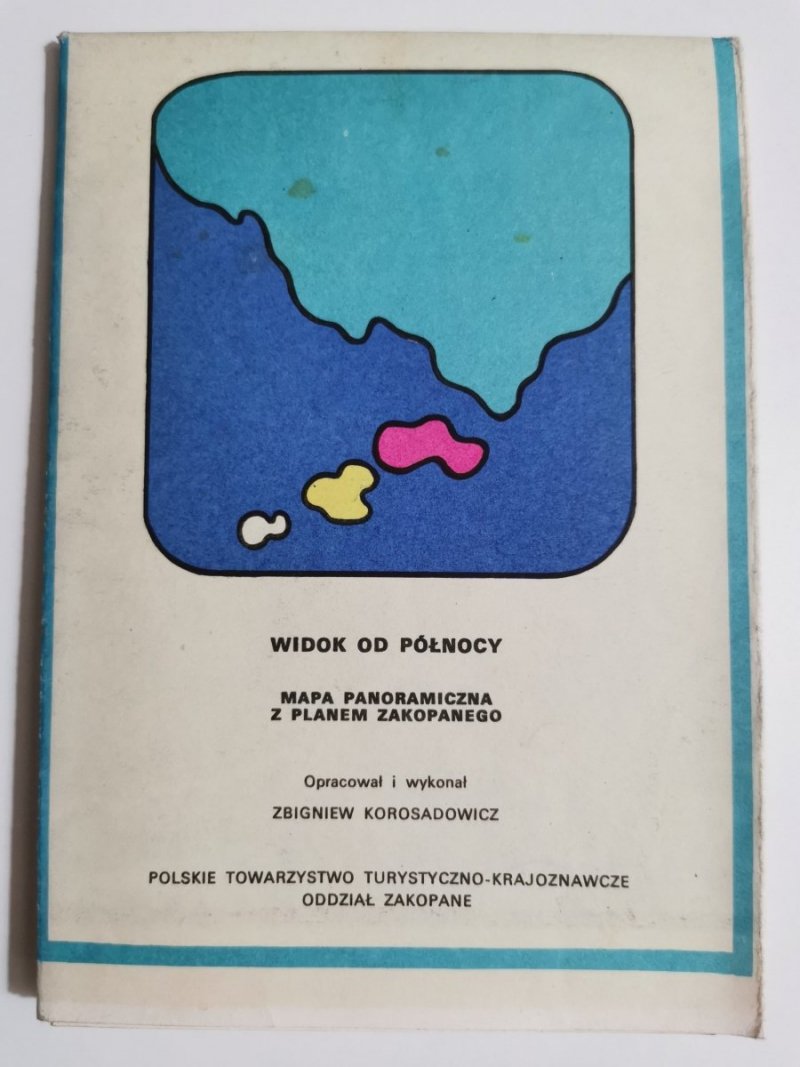 WIDOK OD PÓŁNOCY
MAPA PANORAMICZNA
Z PLANEM ZAKOPANEGO
Opracował i wykonał
ZBIGNIEW KOROSADOWICZ
POLSKIE TOWARZYSTWO TURYSTYCZNO-KRAJOZNAWCZE
ODDZIAŁ ZAKOPANE